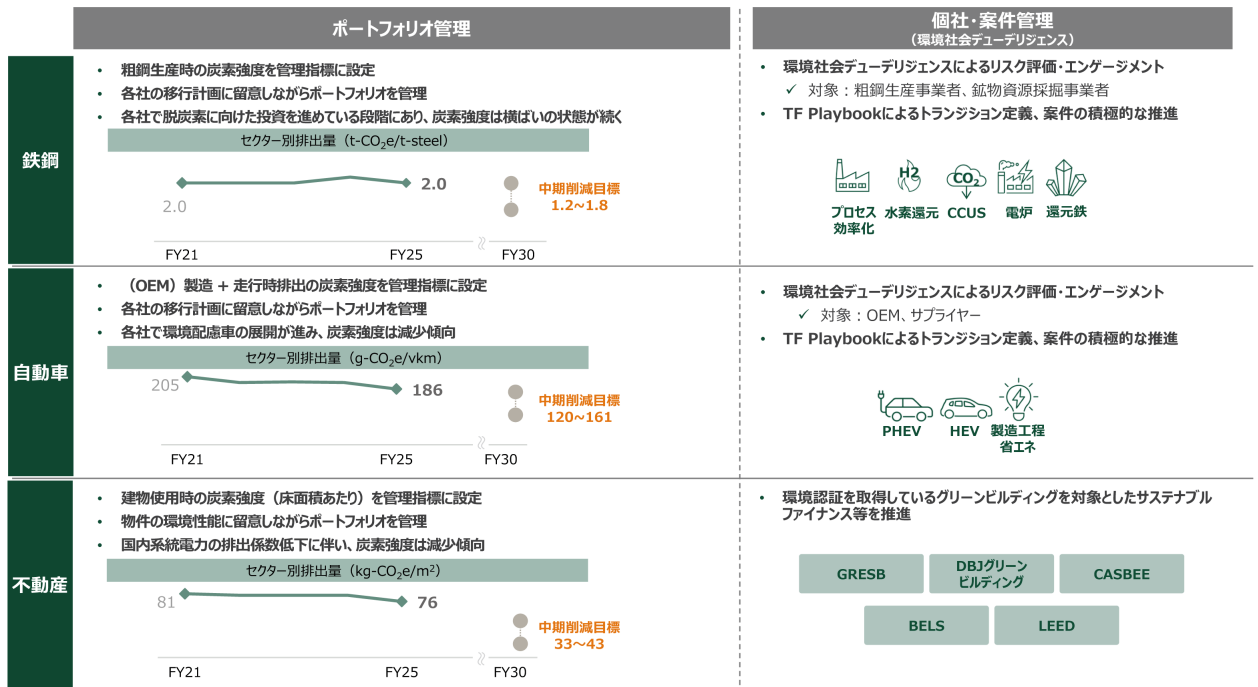 ポートフォリオ管理
個社・案件管理
（環境社会デューデリジェンス）
鉄鋼
• 粗鋼生産時の炭素強度を管理指標に設定
• 各社の移行計画に留意しながらポートフォリオを管理
• 各社で脱炭素に向けた投資を進めている段階にあり、炭素強度は横ばいの状態が続く
セクター別排出量（t-CO₂e/t-steel）
2.0
2.0
中期削減目標
1.2~1.8
FY21
FY25
FY30
• 環境社会デューデリジェンスによるリスク評価・エンゲージメント
✓ 対象：粗鋼生産事業者、鉱物資源採掘事業者
• TF Playbookによるトランジション定義、案件の積極的な推進
H2
CO₂
プロセス
効率化
水素還元
CCUS
電炉
還元鉄
自動車
• （OEM）製造 + 走行時排出の炭素強度を管理指標に設定
• 各社の移行計画に留意しながらポートフォリオを管理
• 各社で環境配慮車の展開が進み、炭素強度は減少傾向
セクター別排出量（g-CO₂e/vkm）
205
186
中期削減目標
120~161
FY21
FY25
FY30
• 環境社会デューデリジェンスによるリスク評価・エンゲージメント
✓ 対象：OEM、サプライヤー
• TF Playbookによるトランジション定義、案件の積極的な推進
PHEV
HEV
製造工程
省エネ
不動産
• 建物使用時の炭素強度（床面積あたり）を管理指標に設定
• 物件の環境性能に留意しながらポートフォリオを管理
• 国内系統電力の排出係数低下に伴い、炭素強度は減少傾向
セクター別排出量（kg-CO₂e/m²）
81
76
中期削減目標
33～43
FY21
FY25
FY30
• 環境認証を取得しているグリーンビルディングを対象としたサステナブル
ファイナンス等を推進
GRESB
DBJグリーン
ビルディング
CASBEE
BELS
LEED